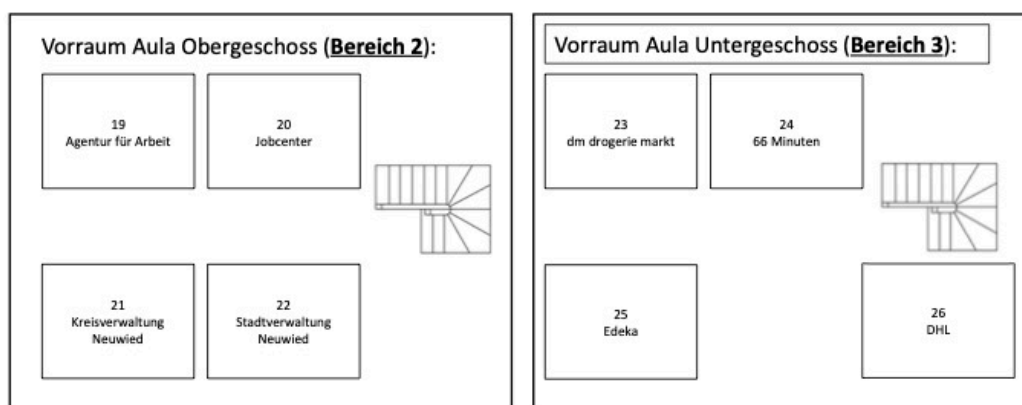 Vorraum Aula Obergeschoss (Bereich 2):
19
Agentur für Arbeit
20
Jobcenter
21
Kreisverwaltung
Neuwied
22
Stadtverwaltung
Neuwied
Vorraum Aula Untergeschoss (Bereich 3):
23
dm drogerie markt
24
66 Minuten
25
Edeka
26
DHL